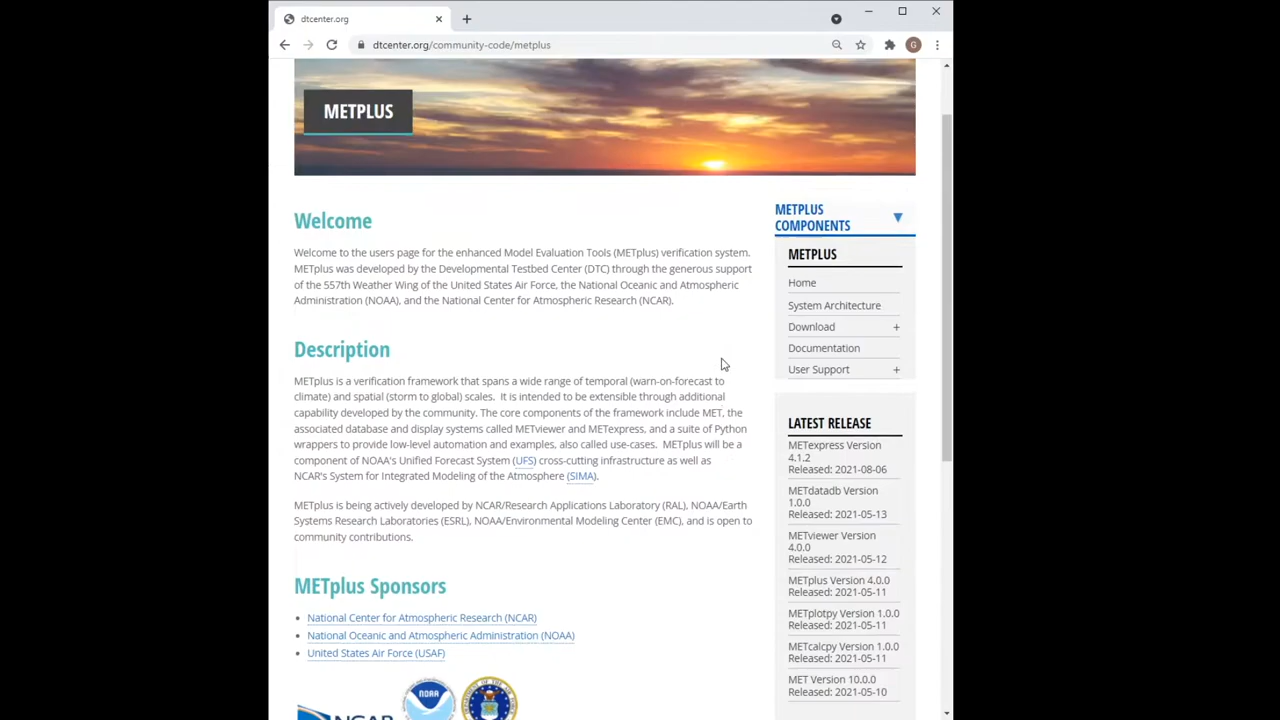 dtcenter.org
dtcenter.org/community-code/metplus
G
METPLUS
Welcome
Welcome to the users page for the enhanced Model Evaluation Tools (METplus) verification system.
METplus was developed by the Developmental Testbed Center (DTC) through the generous support
of the 557th Weather Wing of the United States Air Force, the National Oceanic and Atmospheric
Administration (NOAA), and the National Center for Atmospheric Research (NCAR).
Description
METplus is a verification framework that spans a wide range of temporal (warn-on-forecast to
climate) and spatial (storm to global) scales. It is intended to be extensible through additional
capability developed by the community. The core components of the framework include MET, the
associated database and display systems called METviewer and METexpress, and a suite of Python
wrappers to provide low-level automation and examples, also called use-cases. METplus will be a
component of NOAA's Unified Forecast System (UFS) cross-cutting infrastructure as well as
NCAR's System for Integrated Modeling of the Atmosphere (SIMA).
METplus is being actively developed by NCAR/Research Applications Laboratory (RAL), NOAA/Earth
Systems Research Laboratories (ESRL), NOAA/Environmental Modeling Center (EMC), and is open to
community contributions.
METplus Sponsors
National Center for Atmospheric Research (NCAR)
National Oceanic and Atmospheric Administration (NOAA)
United States Air Force (USAF)
NCAR
NOAA
METPLUS
COMPONENTS
METPLUS
Home
System Architecture
Download +
Documentation
User Support +
LATEST RELEASE
METexpress Version
4.1.2
Released: 2021-08-06
METdatadb Version
1.0.0
Released: 2021-05-13
METviewer Version
4.0.0
Released: 2021-05-12
METplus Version 4.0.0
Released: 2021-05-11
METplotpy Version 1.0.0
Released: 2021-05-11
METcalcpy Version 1.0.0
Released: 2021-05-11
MET Version 10.0.0
Released: 2021-05-10